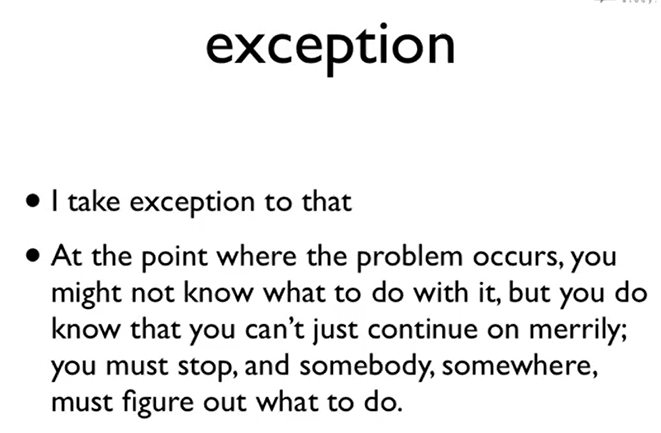 exception
• I take exception to that
• At the point where the problem occurs, you
might not know what to do with it, but you do
know that you can’t just continue on merrily;
you must stop, and somebody, somewhere,
must figure out what to do.